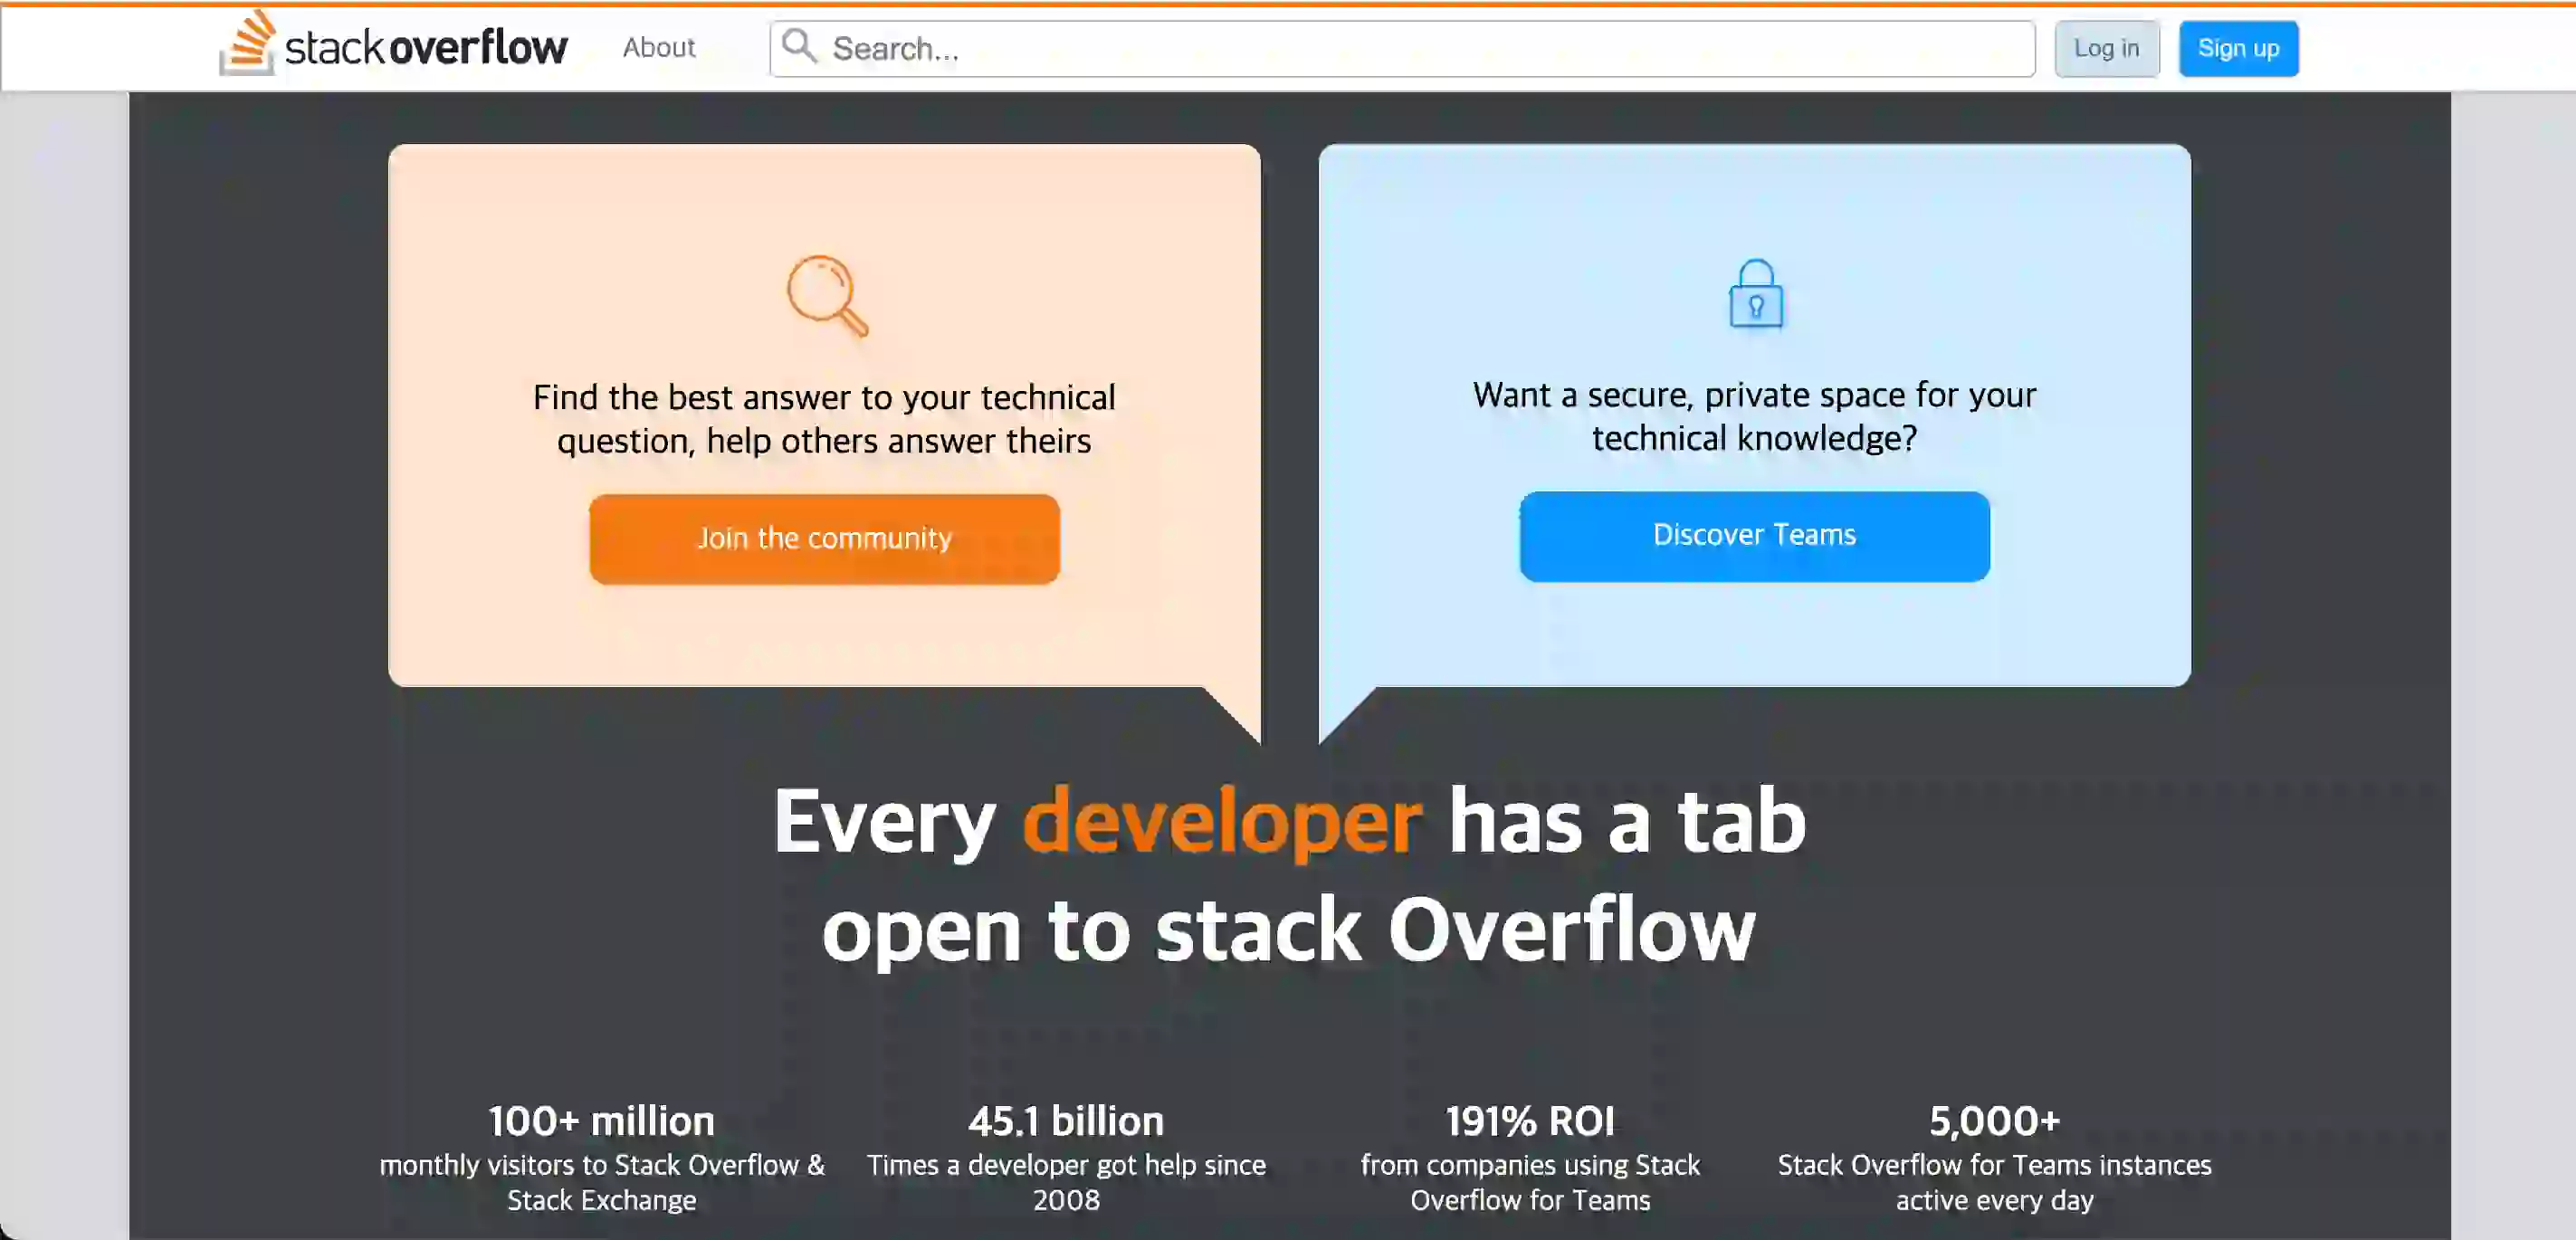 stackoverflow About Search... Log in Sign up
Find the best answer to your technical
question, help others answer theirs
Join the community
Want a secure, private space for your
technical knowledge?
Discover Teams
Every developer has a tab
open to stack Overflow
100+ million
monthly visitors to Stack Overflow &
Stack Exchange
45.1 billion
Times a developer got help since
2008
191% ROI
from companies using Stack
Overflow for Teams
5,000+
Stack Overflow for Teams instances
active every day